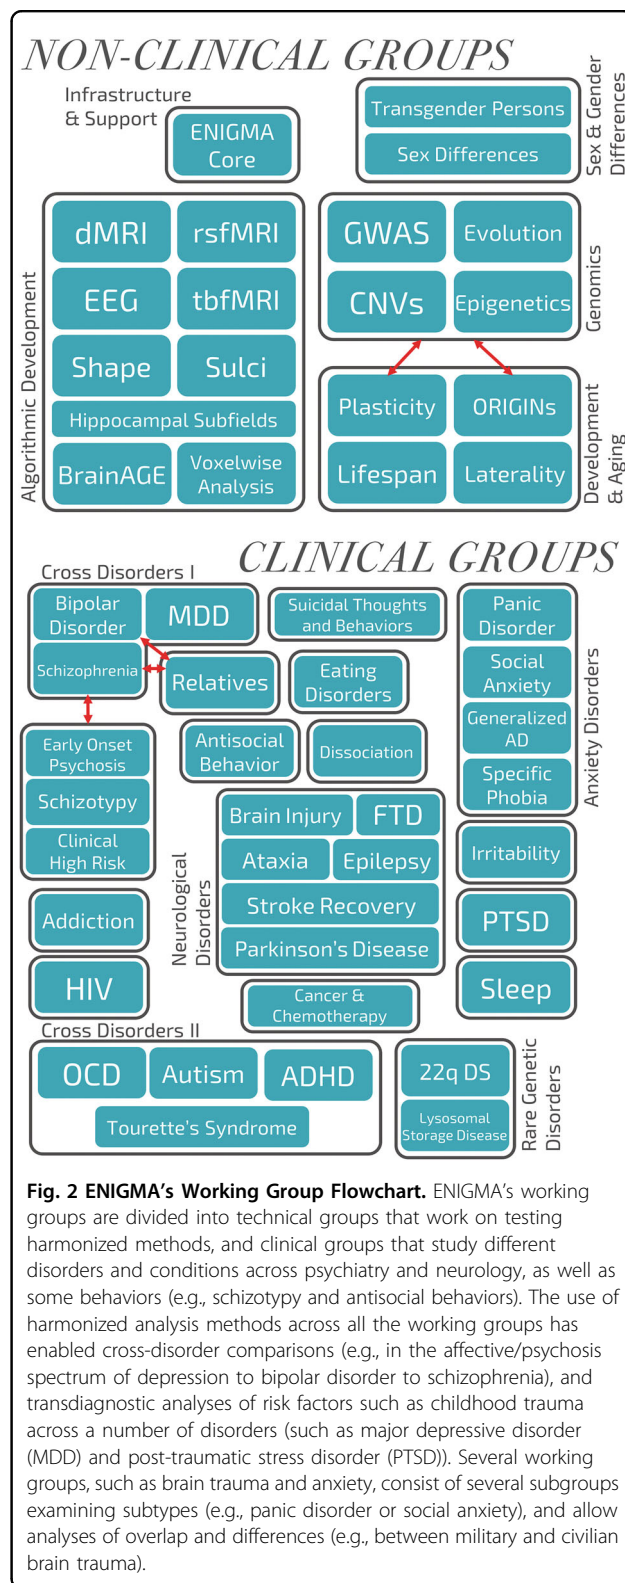 NON-CLINICAL GROUPS
Infrastructure
& Support
ENIGMA
Core
Transgender Persons
Sex Differences
Sex & Gender
Differences
Algorithmic Development
dMRI
rsfMRI
EEG
tbfMRI
Shape
Sulci
Hippocampal Subfields
BrainAGE
Voxelwise
Analysis
GWAS
Evolution
CNVs
Epigenetics
Genomics
Plasticity
ORIGINs
Lifespan
Laterality
Development
& Aging
CLINICAL GROUPS
Cross Disorders I
Bipolar
Disorder
MDD
Schizophrenia
Relatives
Suicidal Thoughts
and Behaviors
Eating
Disorders
Antisocial
Behavior
Dissociation
Panic
Disorder
Social
Anxiety
Generalized
AD
Specific
Phobia
Anxiety Disorders
Early Onset
Psychosis
Schizotypy
Clinical
High Risk
Neurological
Disorders
Brain Injury
FTD
Ataxia
Epilepsy
Stroke Recovery
Parkinson's Disease
Irritability
Addiction
PTSD
HIV
Cancer &
Chemotherapy
Sleep
Cross Disorders II
OCD
Autism
ADHD
Tourette's Syndrome
22q DS
Lysosomal
Storage Disease
Rare Genetic
Disorders
Fig. 2 ENIGMA's Working Group Flowchart. ENIGMA's working
groups are divided into technical groups that work on testing
harmonized methods, and clinical groups that study different
disorders and conditions across psychiatry and neurology, as well as
some behaviors (e.g., schizotypy and antisocial behaviors). The use of
harmonized analysis methods across all the working groups has
enabled cross-disorder comparisons (e.g., in the affective/psychosis
spectrum of depression to bipolar disorder to schizophrenia), and
transdiagnostic analyses of risk factors such as childhood trauma
across a number of disorders (such as major depressive disorder
(MDD) and post-traumatic stress disorder (PTSD)). Several working
groups, such as brain trauma and anxiety, consist of several subgroups
examining subtypes (e.g., panic disorder or social anxiety), and allow
analyses of overlap and differences (e.g., between military and civilian
brain trauma).